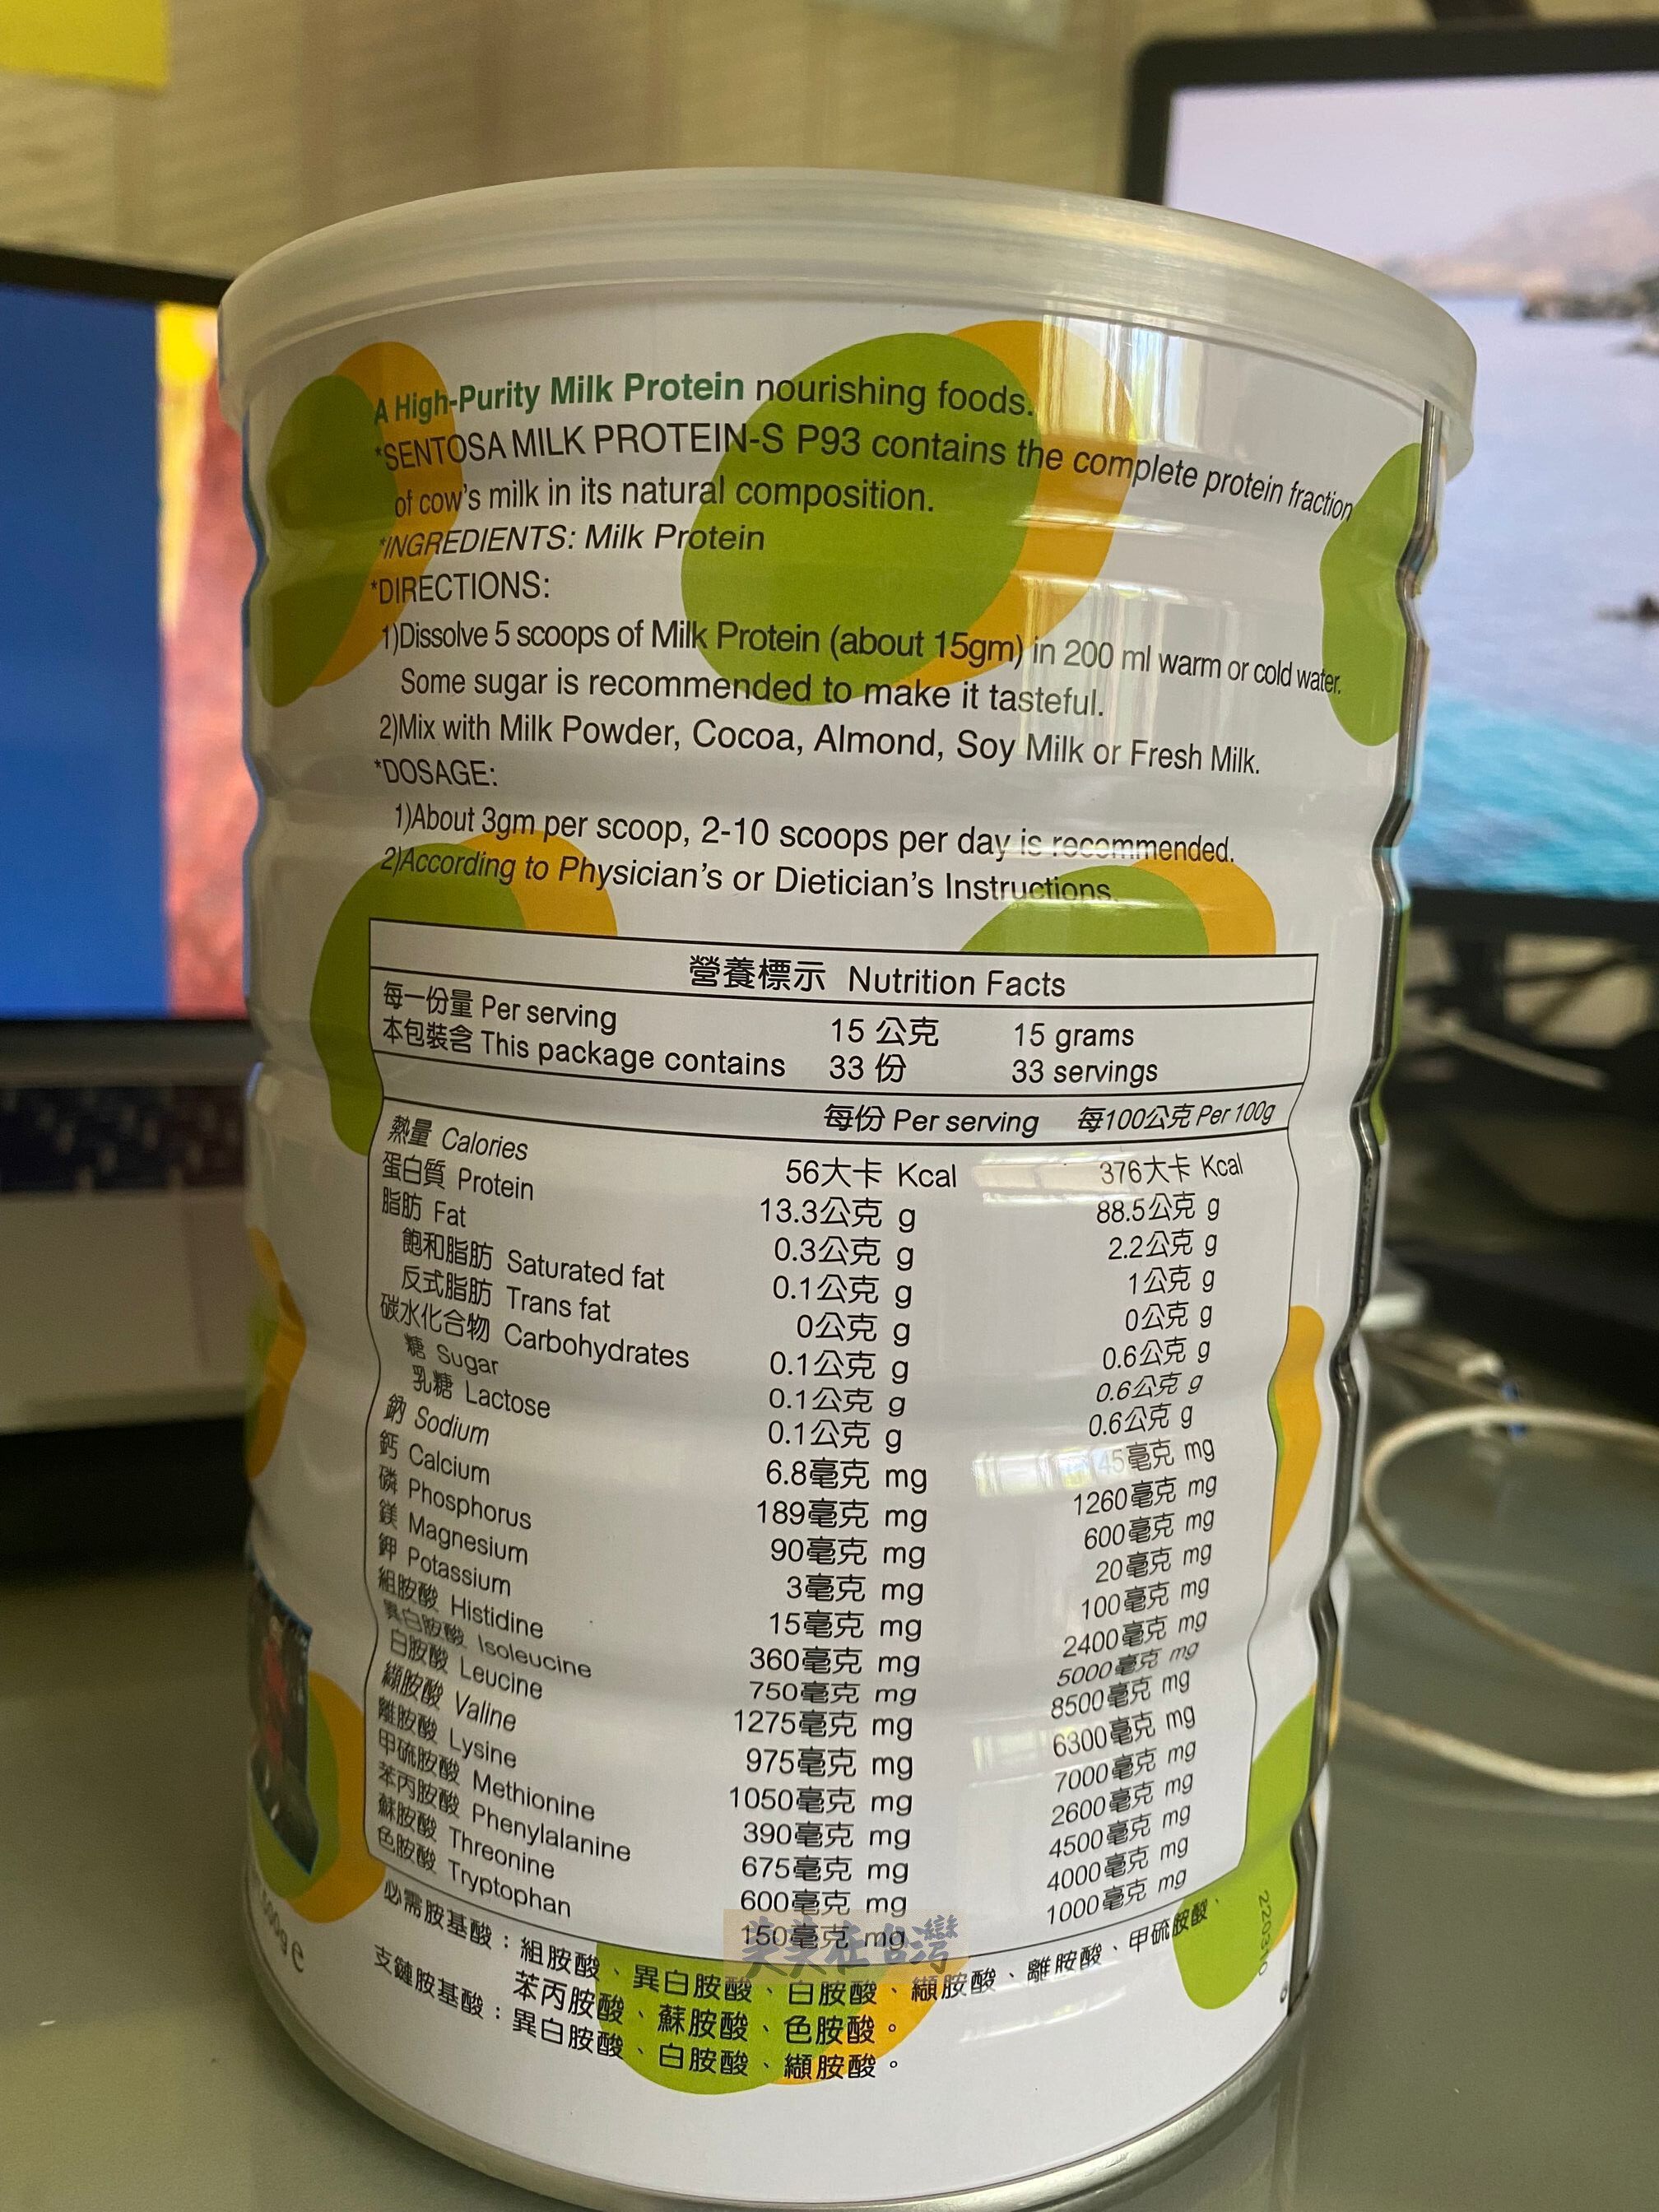 A High-Purity Milk Protein nourishing foods.
*SENTOSA MILK PROTEIN-S P93 contains the complete protein fraction
of cow's milk in its natural composition.
*INGREDIENTS: Milk Protein
*DIRECTIONS:
1)Dissolve 5 scoops of Milk Protein (about 15gm) in 200 ml warm or cold water.
Some sugar is recommended to make it tasteful.
2)Mix with Milk Powder, Cocoa, Almond, Soy Milk or Fresh Milk.
*DOSAGE:
1)About 3gm per scoop, 2-10 scoops per day is recommended.
2)According to Physician's or Dietician's Instructions.
營養標示 Nutrition Facts
每一份量 Per serving 15 公克 15 grams
本包裝含 This package contains 33 份 33 servings
每份 Per serving 每100公克 Per 100g
熱量 Calories 56大卡 Kcal 376大卡 Kcal
蛋白質 Protein 13.3公克 g 88.5公克 g
脂肪 Fat 0.3公克 g 2.2公克 g
飽和脂肪 Saturated fat 0.1公克 g 1公克 g
反式脂肪 Trans fat 0公克 g 0公克 g
碳水化合物 Carbohydrates 0.1公克 g 0.6公克 g
糖 Sugar 0.1公克 g 0.6公克 g
乳糖 Lactose 0.1公克 g 0.6公克 g
鈉 Sodium 6.8毫克 mg 45毫克 mg
鈣 Calcium 189毫克 mg 1260毫克 mg
磷 Phosphorus 90毫克 mg 600毫克 mg
鎂 Magnesium 3毫克 mg 20毫克 mg
鉀 Potassium 15毫克 mg 100毫克 mg
組胺酸 Histidine 360毫克 mg 2400毫克 mg
異白胺酸 Isoleucine 750毫克 mg 5000毫克 mg
白胺酸 Leucine 1275毫克 mg 8500毫克 mg
纈胺酸 Valine 975毫克 mg 6300毫克 mg
離胺酸 Lysine 1050毫克 mg 7000毫克 mg
甲硫胺酸 Methionine 390毫克 mg 2600毫克 mg
苯丙胺酸 Phenylalanine 675毫克 mg 4500毫克 mg
蘇胺酸 Threonine 600毫克 mg 4000毫克 mg
色胺酸 Tryptophan 150毫克 mg 1000毫克 mg
必需胺基酸：組胺酸、異白胺酸、白胺酸、纈胺酸、離胺酸、甲硫胺酸、
苯丙胺酸、蘇胺酸、色胺酸。
支鏈胺基酸：異白胺酸、白胺酸、纈胺酸。